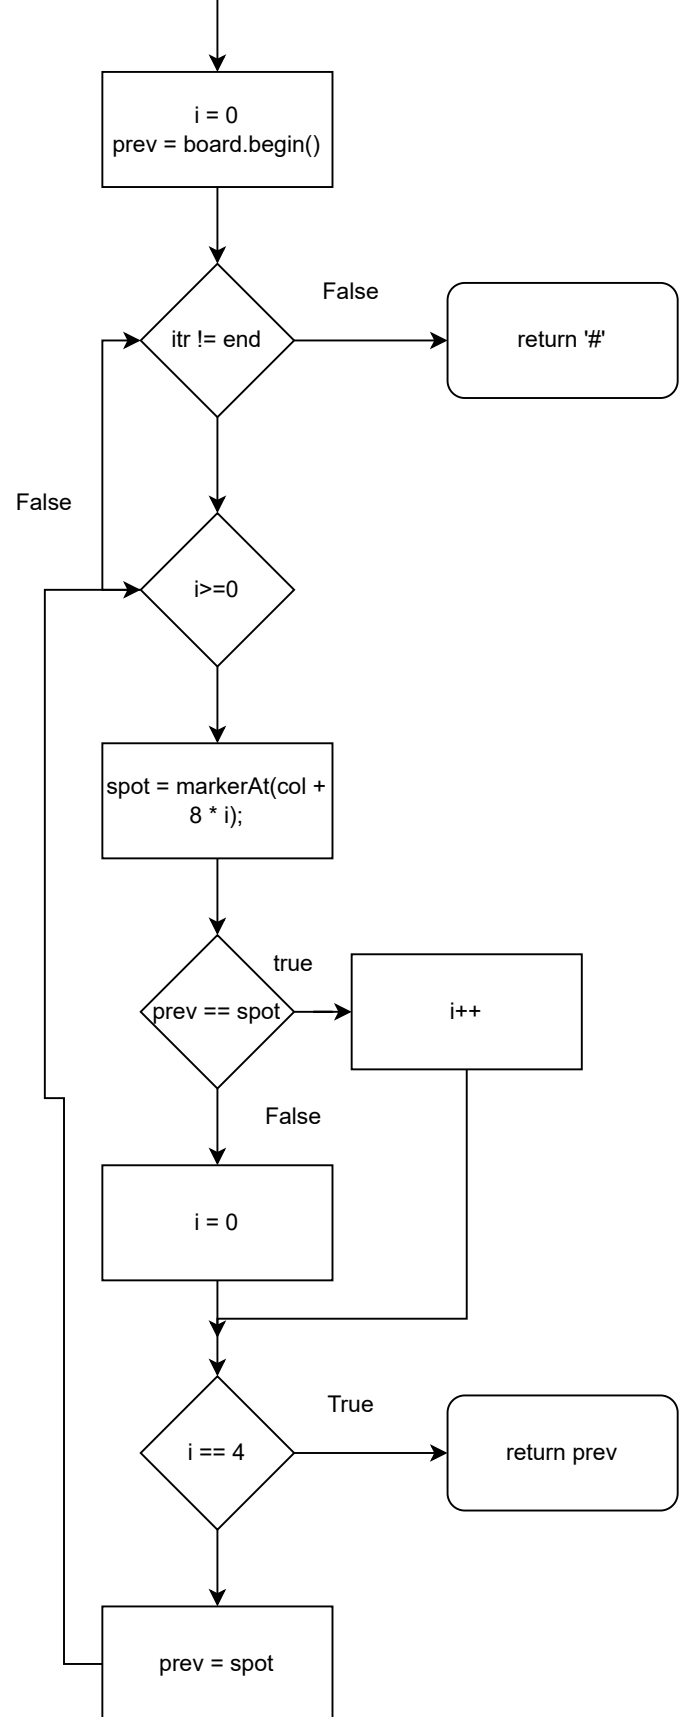 i = 0
prev = board.begin()
False
itr != end
return '#'
False
i>=0
spot = markerAt(col +
8 * i);
true
prev == spot
i++
False
i = 0
True
i == 4
return prev
prev = spot